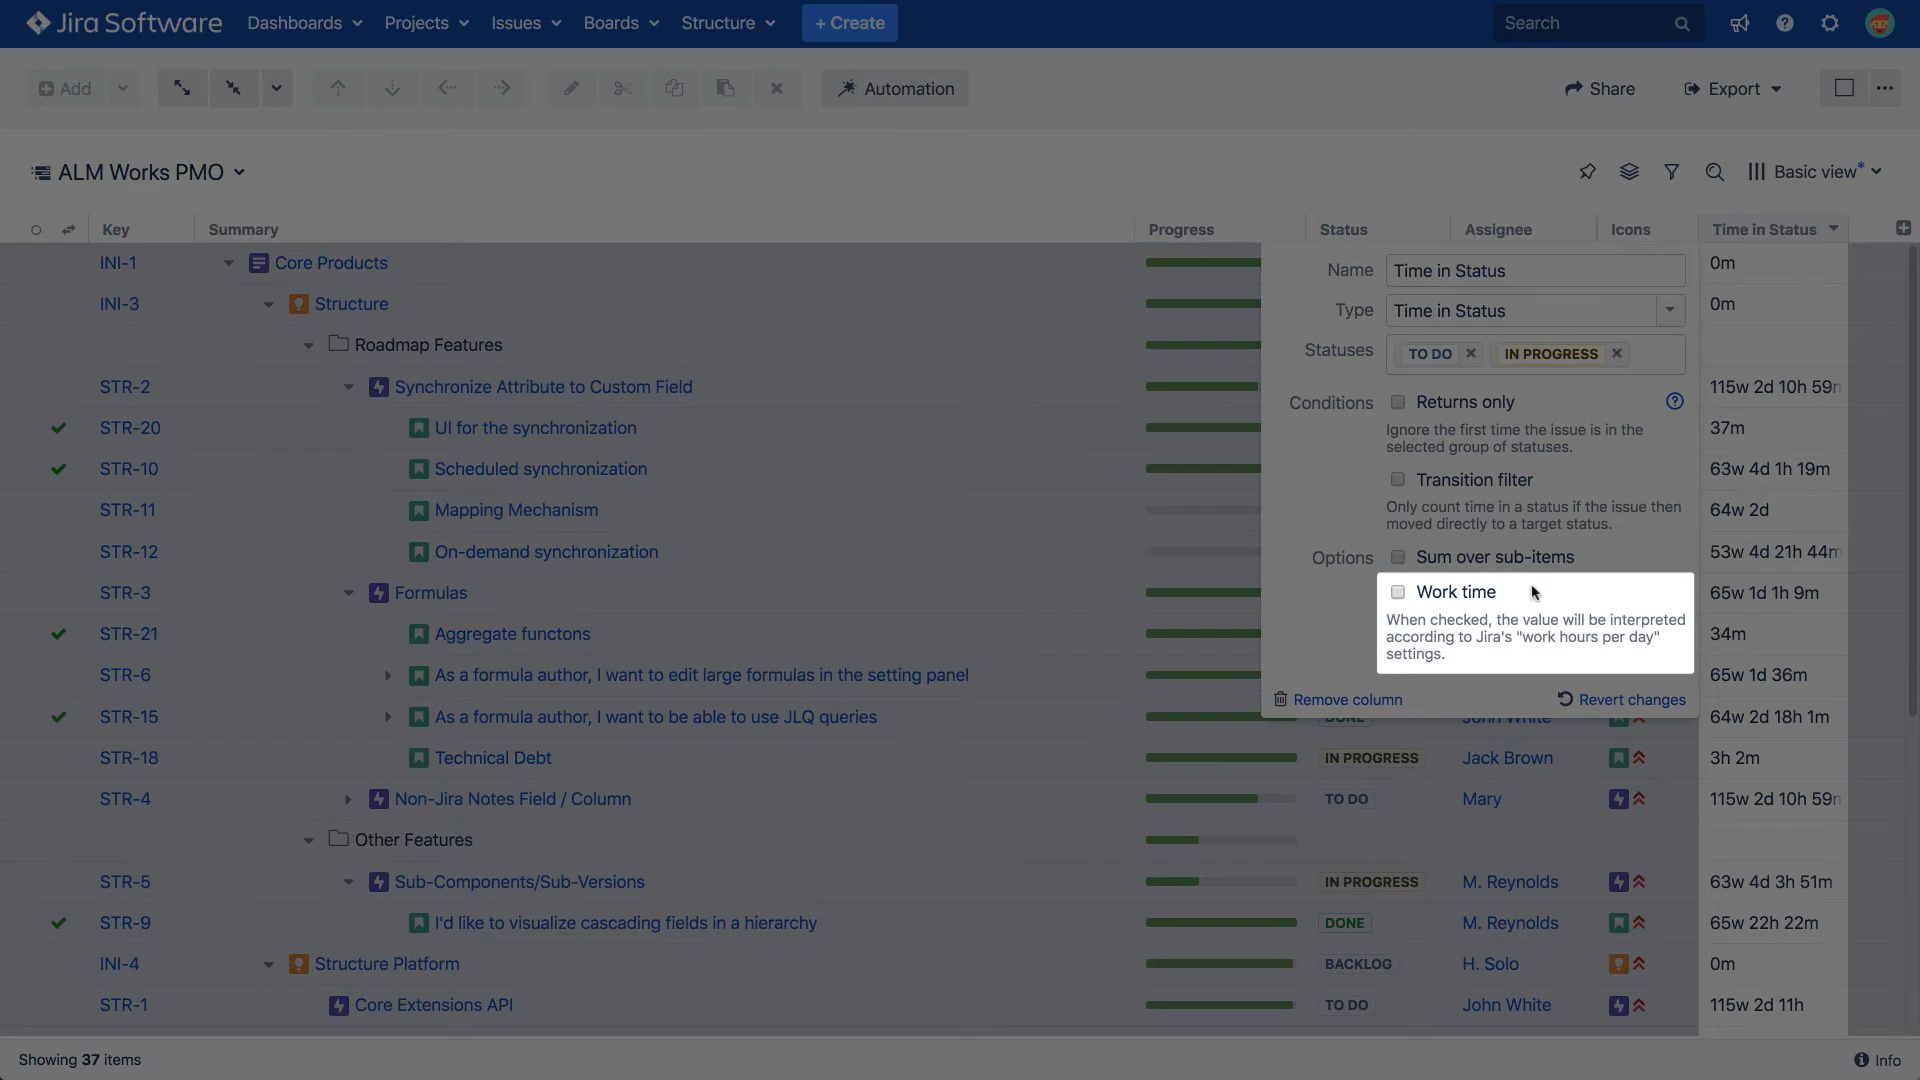 Jira Software Dashboards Projects Issues Boards Structure + Create Search
Add Automation Share Export
ALM Works PMO Basic view*
Key Summary Progress Status Assignee Icons Time in Status
INI-1 Core Products 0m
INI-3 Structure 0m
Roadmap Features
STR-2 Synchronize Attribute to Custom Field 115w 2d 10h 59m
STR-20 UI for the synchronization 37m
STR-10 Scheduled synchronization 63w 4d 1h 19m
STR-11 Mapping Mechanism 64w 2d
STR-12 On-demand synchronization 53w 4d 21h 44m
STR-3 Formulas 65w 1d 1h 9m
STR-21 Aggregate functons 34m
STR-6 As a formula author, I want to edit large formulas in the setting panel 65w 1d 36m
STR-15 As a formula author, I want to be able to use JLQ queries DONE John White 64w 2d 18h 1m
STR-18 Technical Debt IN PROGRESS Jack Brown 3h 2m
STR-4 Non-Jira Notes Field / Column TO DO Mary 115w 2d 10h 59m
Other Features
STR-5 Sub-Components/Sub-Versions IN PROGRESS M. Reynolds 63w 4d 3h 51m
STR-9 I'd like to visualize cascading fields in a hierarchy DONE M. Reynolds 65w 22h 22m
INI-4 Structure Platform BACKLOG H. Solo 0m
STR-1 Core Extensions API TO DO John White 115w 2d 11h
Name Time in Status
Type Time in Status
Statuses TO DO IN PROGRESS
Conditions Returns only
Ignore the first time the issue is in the
selected group of statuses.
Transition filter
Only count time in a status if the issue then
moved directly to a target status.
Options Sum over sub-items
Work time
When checked, the value will be interpreted
according to Jira's "work hours per day"
settings.
Remove column Revert changes
Showing 37 items Info